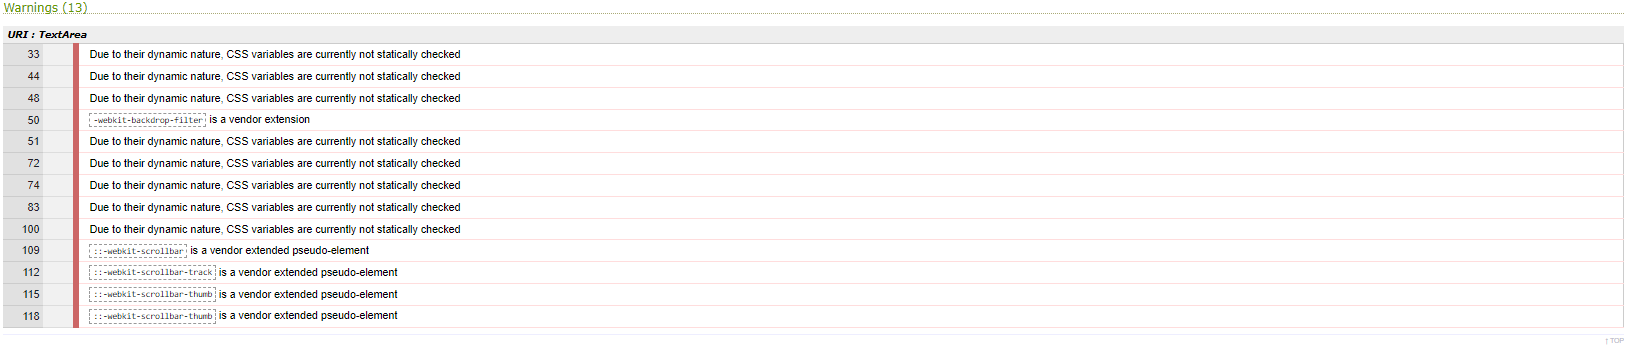 Warnings (13)
URI : TextArea
33 Due to their dynamic nature, CSS variables are currently not statically checked
44 Due to their dynamic nature, CSS variables are currently not statically checked
48 Due to their dynamic nature, CSS variables are currently not statically checked
50 -webkit-backdrop-filter is a vendor extension
51 Due to their dynamic nature, CSS variables are currently not statically checked
72 Due to their dynamic nature, CSS variables are currently not statically checked
74 Due to their dynamic nature, CSS variables are currently not statically checked
83 Due to their dynamic nature, CSS variables are currently not statically checked
100 Due to their dynamic nature, CSS variables are currently not statically checked
109 ::-webkit-scrollbar is a vendor extended pseudo-element
112 ::-webkit-scrollbar-track is a vendor extended pseudo-element
115 ::-webkit-scrollbar-thumb is a vendor extended pseudo-element
118 ::-webkit-scrollbar-thumb is a vendor extended pseudo-element
↑ TOP